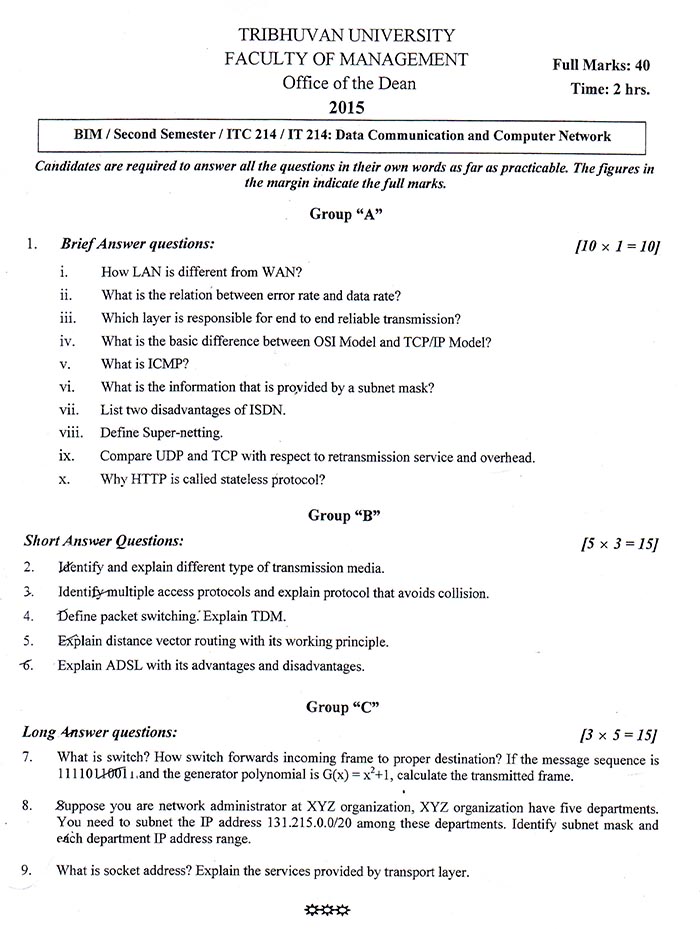 TRIBHUVAN UNIVERSITY
FACULTY OF MANAGEMENT
Office of the Dean
2015
Full Marks: 40
Time: 2 hrs.
BIM / Second Semester / ITC 214 / IT 214: Data Communication and Computer Network
Candidates are required to answer all the questions in their own words as far as practicable. The figures in
the margin indicate the full marks.
Group “A”
1. Brief Answer questions: [10 × 1 = 10]
i. How LAN is different from WAN?
ii. What is the relation between error rate and data rate?
iii. Which layer is responsible for end to end reliable transmission?
iv. What is the basic difference between OSI Model and TCP/IP Model?
v. What is ICMP?
vi. What is the information that is provided by a subnet mask?
vii. List two disadvantages of ISDN.
viii. Define Super-netting.
ix. Compare UDP and TCP with respect to retransmission service and overhead.
x. Why HTTP is called stateless protocol?
Group “B”
Short Answer Questions: [5 × 3 = 15]
2. Identify and explain different type of transmission media.
3. Identify multiple access protocols and explain protocol that avoids collision.
4. Define packet switching. Explain TDM.
5. Explain distance vector routing with its working principle.
6. Explain ADSL with its advantages and disadvantages.
Group “C”
Long Answer questions: [3 × 5 = 15]
7. What is switch? How switch forwards incoming frame to proper destination? If the message sequence is
and the generator polynomial is G(x) = x²+1, calculate the transmitted frame.
8. Suppose you are network administrator at XYZ organization, XYZ organization have five departments.
You need to subnet the IP address 131.215.0.0/20 among these departments. Identify subnet mask and
each department IP address range.
9. What is socket address? Explain the services provided by transport layer.